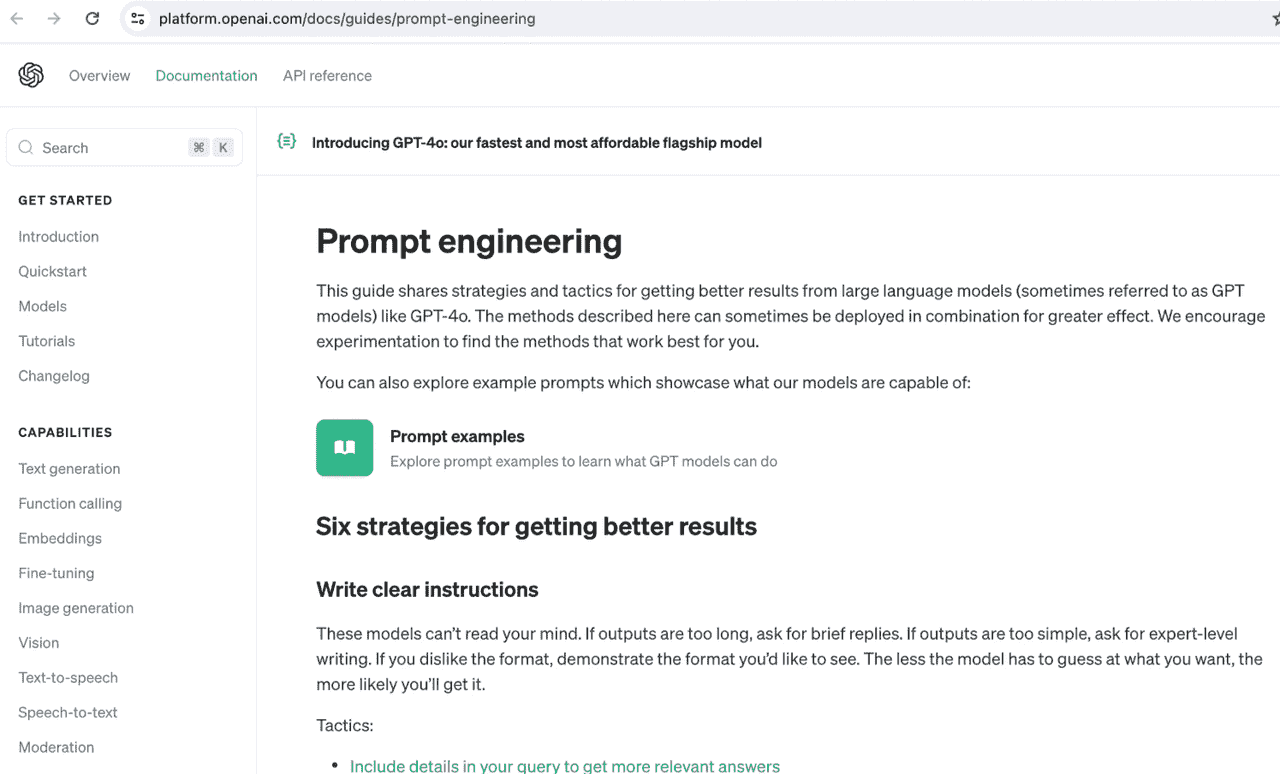 platform.openai.com/docs/guides/prompt-engineering
Overview Documentation API reference
Search ⌘ K
Introducing GPT-4o: our fastest and most affordable flagship model
GET STARTED
Introduction
Quickstart
Models
Tutorials
Changelog
CAPABILITIES
Text generation
Function calling
Embeddings
Fine-tuning
Image generation
Vision
Text-to-speech
Speech-to-text
Moderation
Prompt engineering
This guide shares strategies and tactics for getting better results from large language models (sometimes referred to as GPT
models) like GPT-4o. The methods described here can sometimes be deployed in combination for greater effect. We encourage
experimentation to find the methods that work best for you.
You can also explore example prompts which showcase what our models are capable of:
Prompt examples
Explore prompt examples to learn what GPT models can do
Six strategies for getting better results
Write clear instructions
These models can’t read your mind. If outputs are too long, ask for brief replies. If outputs are too simple, ask for expert-level
writing. If you dislike the format, demonstrate the format you’d like to see. The less the model has to guess at what you want, the
more likely you’ll get it.
Tactics:
• Include details in your query to get more relevant answers